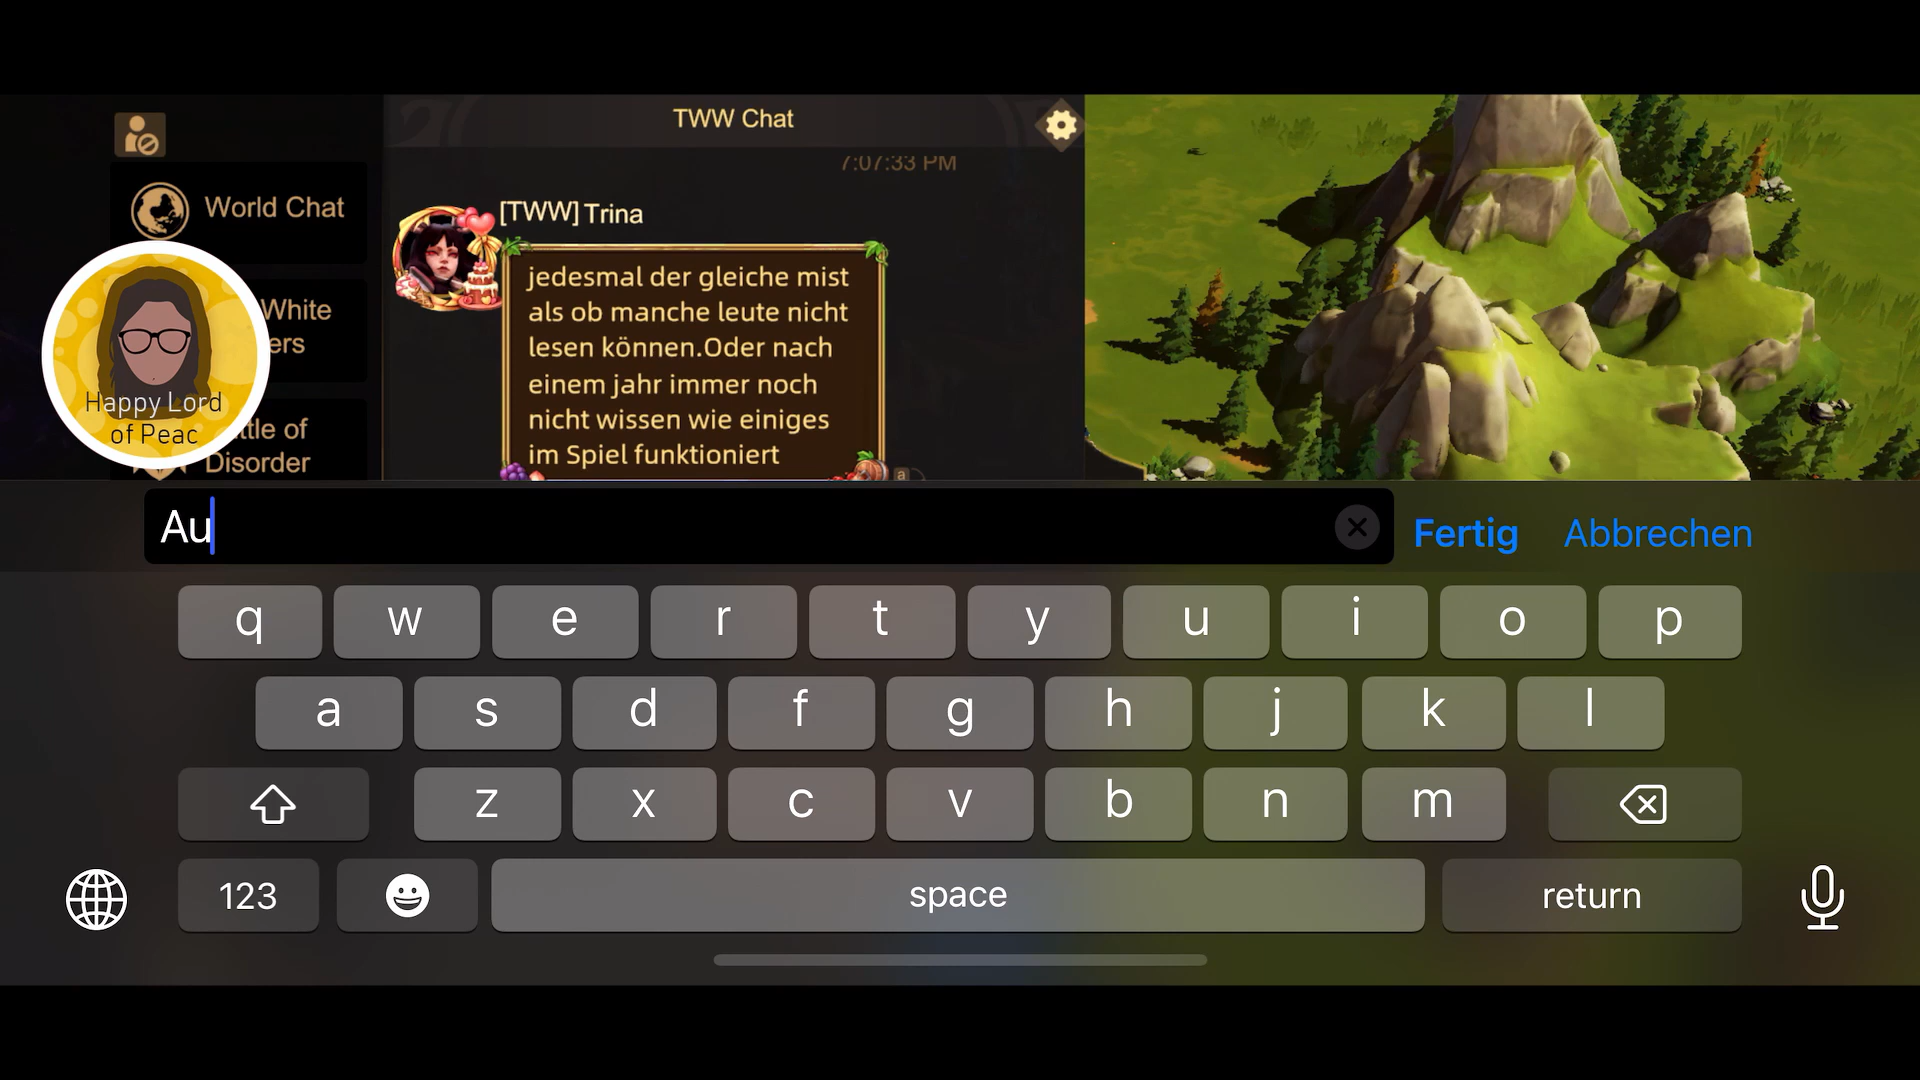 TWW Chat
7:07:33 PM
World Chat
[TWW] Trina
jedesmal der gleiche mist
als ob manche leute nicht
lesen können.Oder nach
einem jahr immer noch
nicht wissen wie einiges
im Spiel funktioniert
White
ers
ttle of
Disorder
Happy Lord
of Peac
a
Au
Fertig
Abbrechen
q w e r t y u i o p
a s d f g h j k l
z x c v b n m
123
space
return